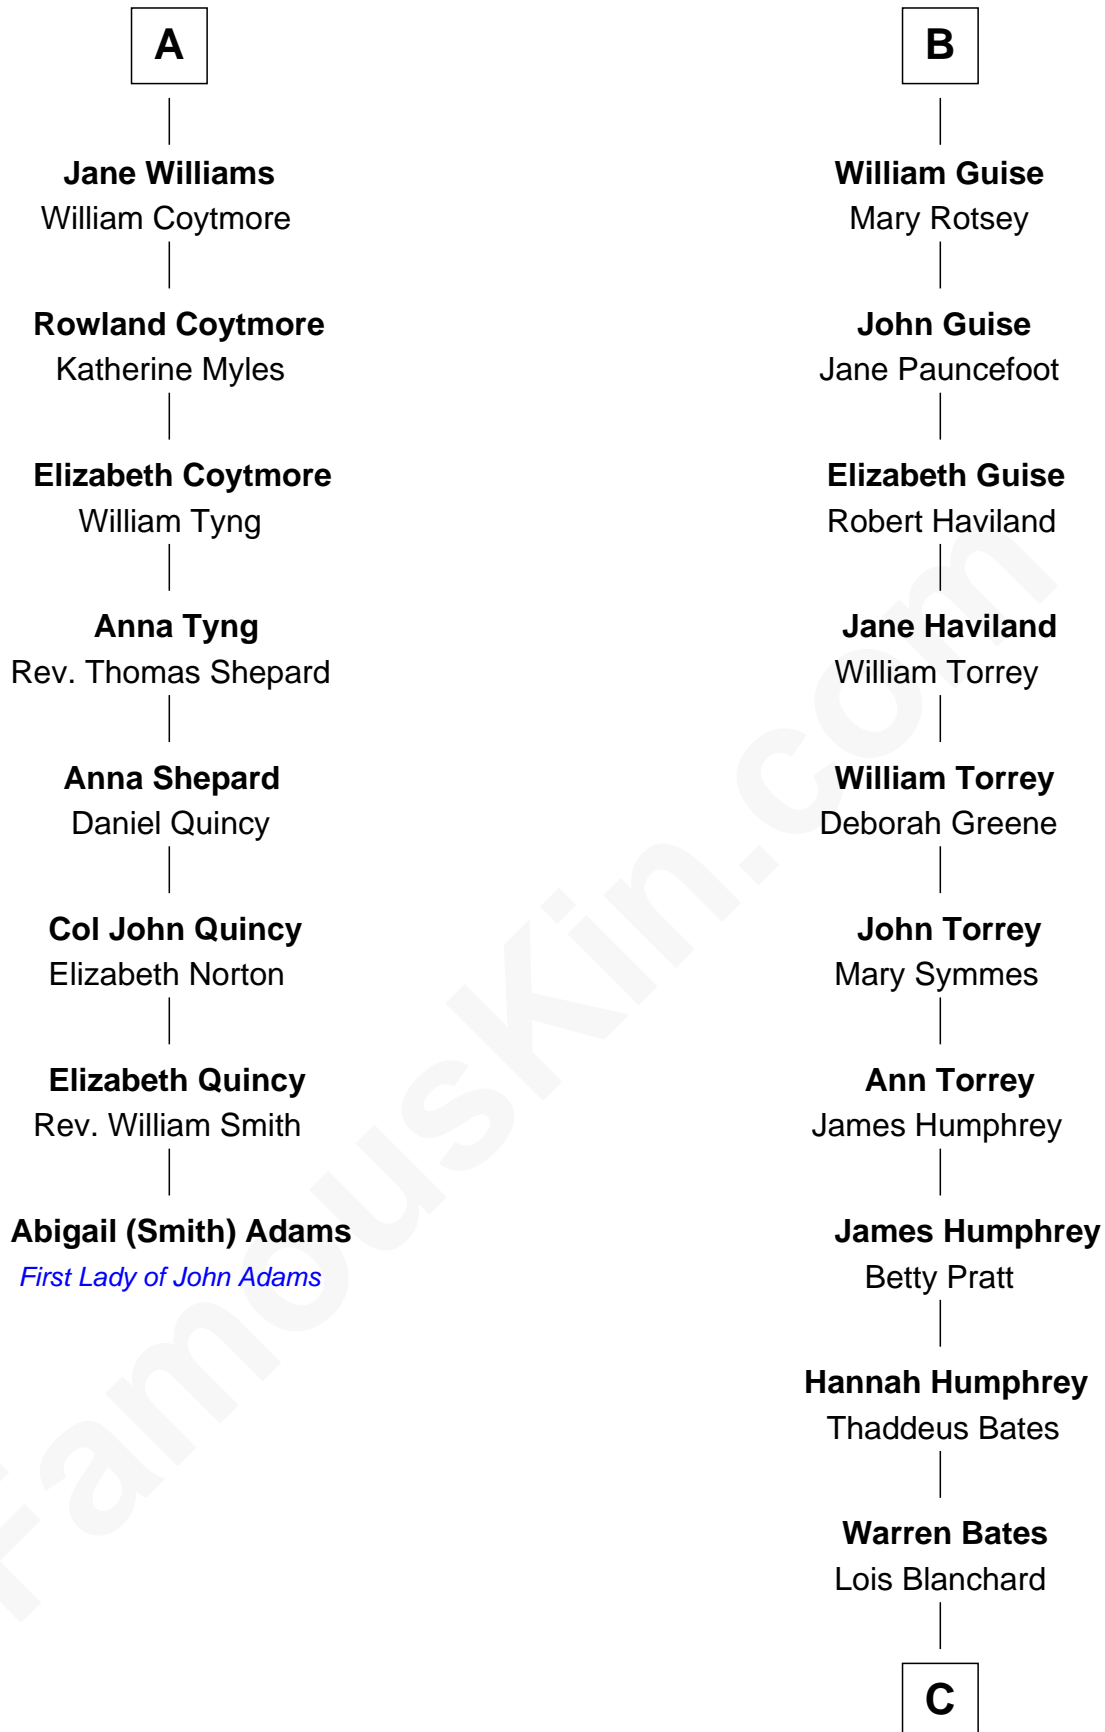 A
Jane Williams
William Coytmore
Rowland Coytmore
Katherine Myles
Elizabeth Coytmore
William Tyng
Anna Tyng
Rev. Thomas Shepard
Anna Shepard
Daniel Quincy
Col John Quincy
Elizabeth Norton
Elizabeth Quincy
Rev. William Smith
Abigail (Smith) Adams
First Lady of John Adams
B
William Guise
Mary Rotsey
John Guise
Jane Pauncefoot
Elizabeth Guise
Robert Haviland
Jane Haviland
William Torrey
William Torrey
Deborah Greene
John Torrey
Mary Symmes
Ann Torrey
James Humphrey
James Humphrey
Betty Pratt
Hannah Humphrey
Thaddeus Bates
Warren Bates
Lois Blanchard
C
FamousKin.com